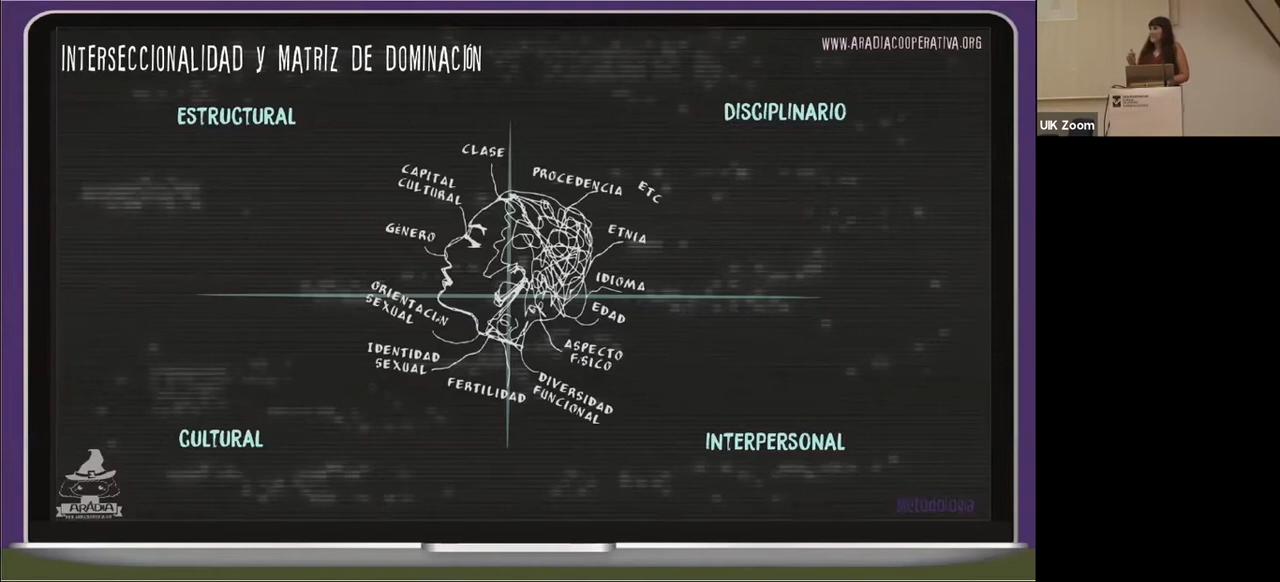 INTERSECCIONALIDAD Y MATRIZ DE DOMINACIÓN
WWW.ARADIACOOPERATIVA.ORG
ESTRUCTURAL
DISCIPLINARIO
CLASE
CAPITAL
CULTURAL
PROCEDENCIA
ETC
GÉNERO
ETNIA
IDIOMA
ORIENTACIÓN
SEXUAL
EDAD
IDENTIDAD
SEXUAL
ASPECTO
FÍSICO
FERTILIDAD
DIVERSIDAD
FUNCIONAL
CULTURAL
INTERPERSONAL
ARADIA
Metodología
UIK Zoom